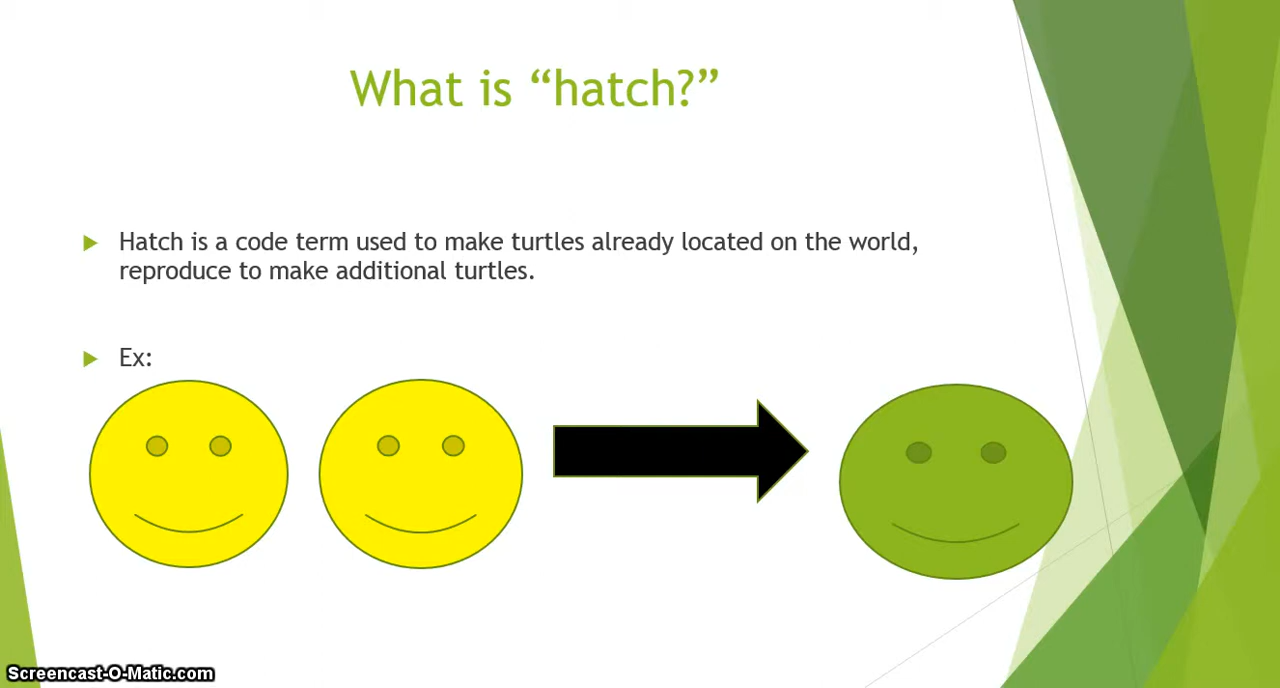 What is “hatch?”
Hatch is a code term used to make turtles already located on the world,
reproduce to make additional turtles.
Ex:
Screencast-O-Matic.com